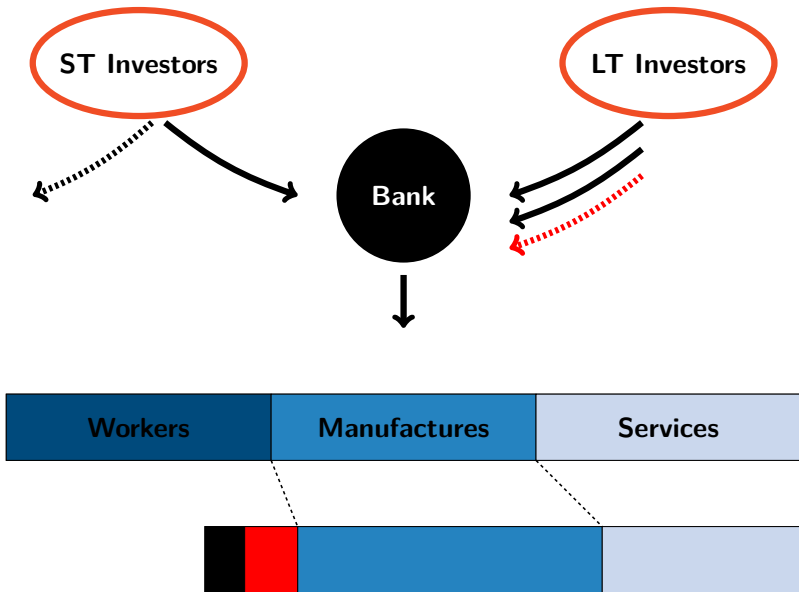 ST Investors
LT Investors
Bank
Workers
Manufactures
Services